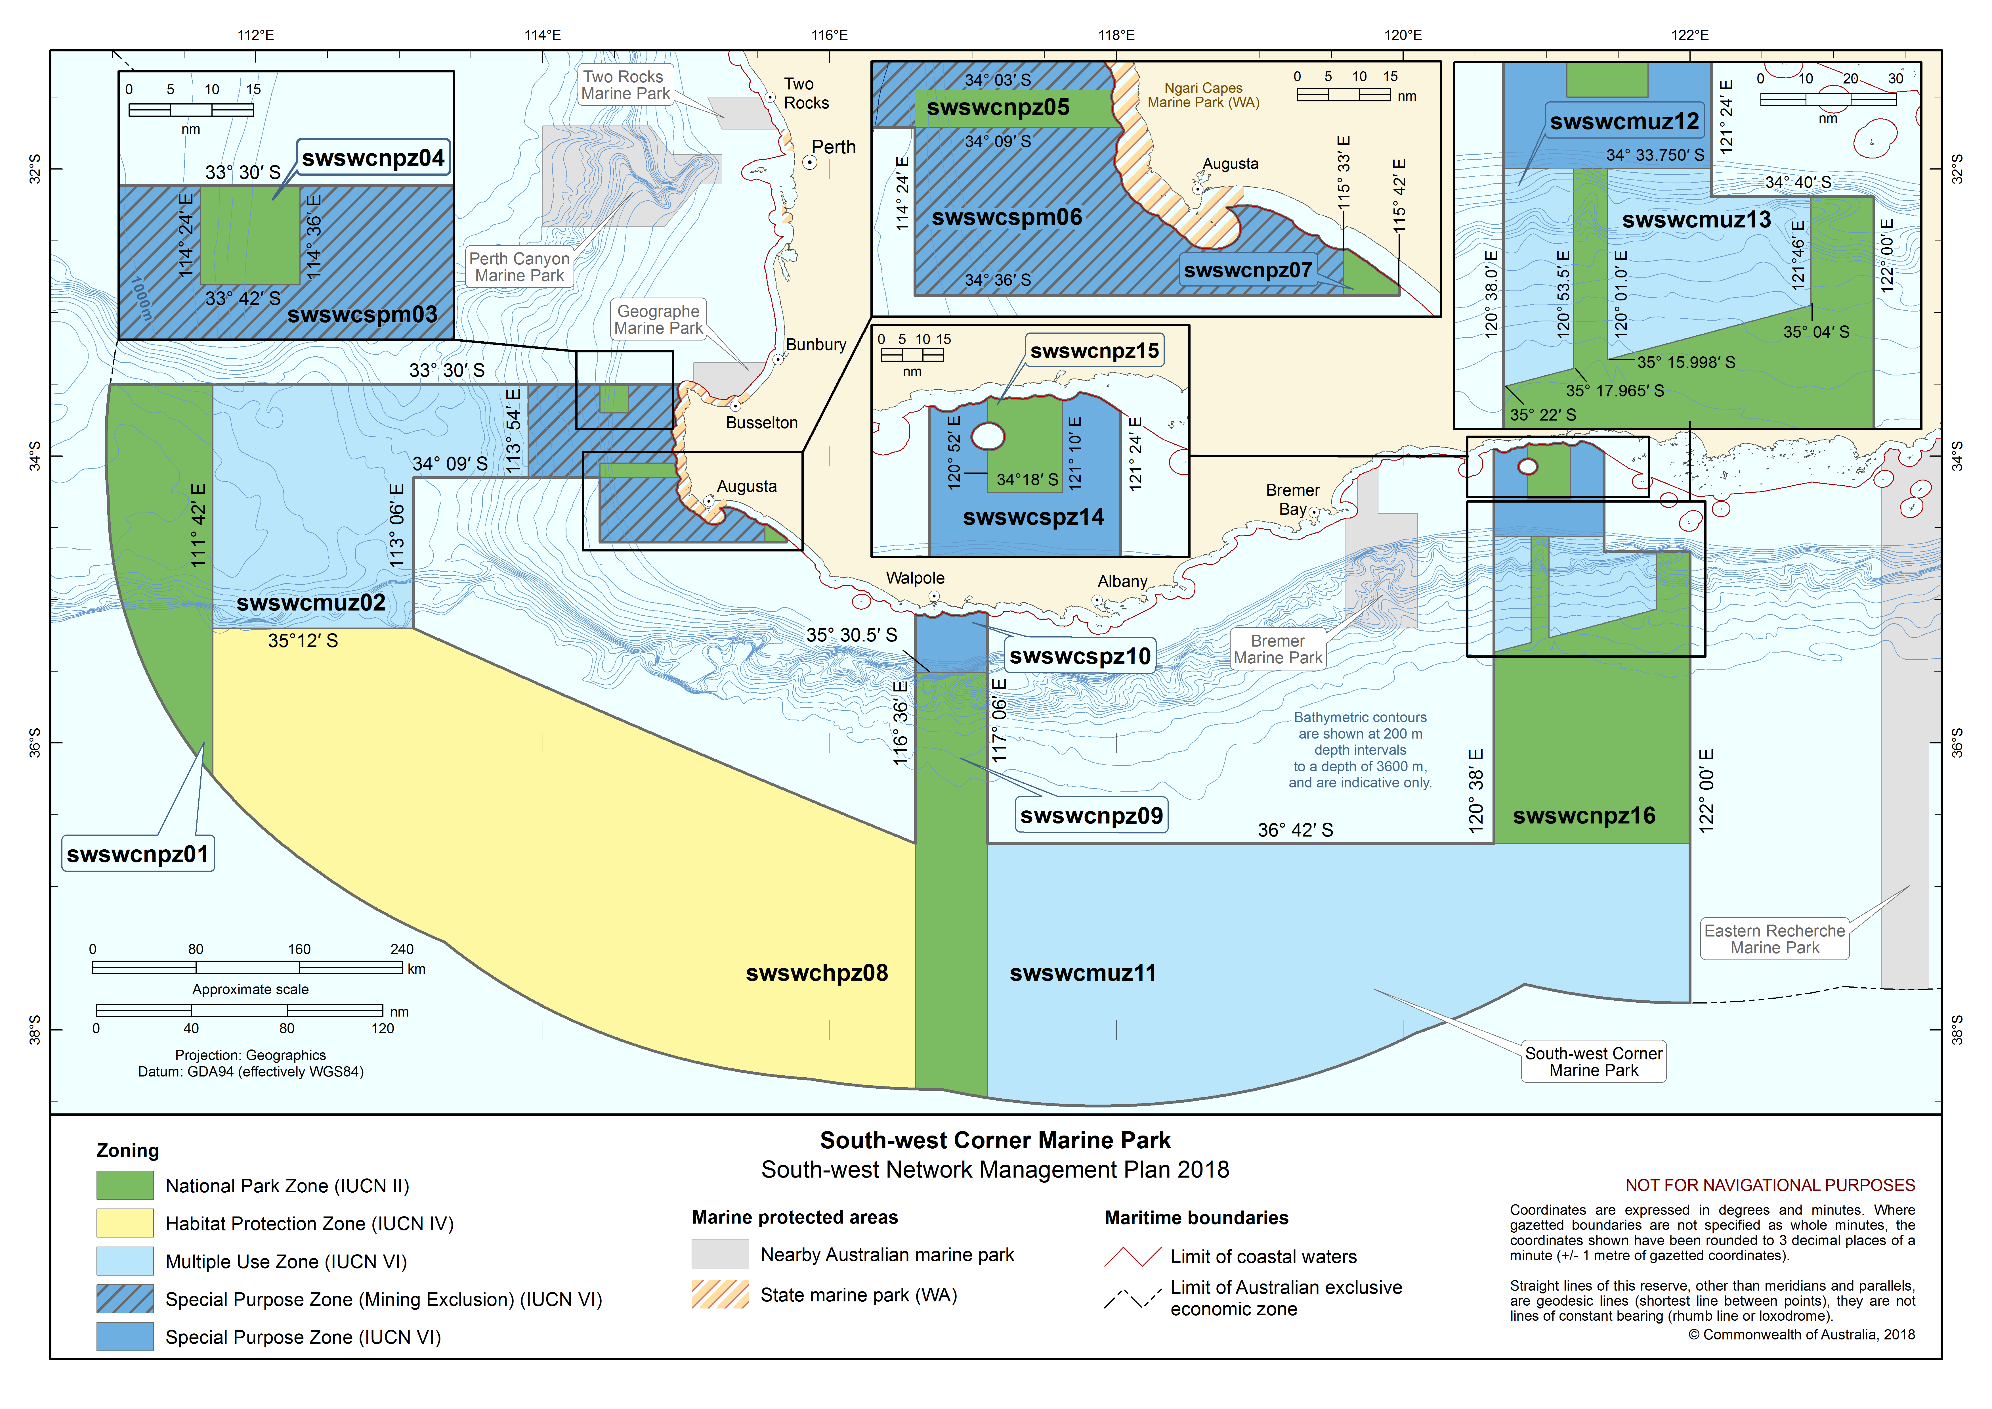 112°E
114°E
116°E
118°E
120°E
122°E
32°S
34°S
36°S
38°S
32°S
34°S
36°S
38°S
0 5 10 15
nm
swswcnpz04
33° 30′ S
114° 24′ E
114° 36′ E
33° 42′ S
swswcspm03
1000m
Two Rocks
Marine Park
Two
Rocks
Perth
Perth Canyon
Marine Park
Geographe
Marine Park
Bunbury
Busselton
Augusta
34° 03′ S
swswcnpz05
34° 09′ S
Ngari Capes
Marine Park (WA)
0 5 10 15
nm
Augusta
114° 24′ E
swswcspm06
115° 33′ E
115° 42′ E
swswcnpz07
34° 36′ S
0 10 20 30
nm
swswcmuz12
34° 33.750′ S
121° 24′ E
34° 40′ S
swswcmuz13
120° 38.0′ E
120° 53.5′ E
120° 01.0′ E
121°46′ E
122° 00′ E
35° 04′ S
35° 15.998′ S
35° 17.965′ S
35° 22′ S
0 5 10 15
nm
swswcnpz15
120° 52′ E
34°18′ S
121° 10′ E
121° 24′ E
swswcspz14
33° 30′ S
113° 54′ E
34° 09′ S
111° 42′ E
113° 06′ E
swswcmuz02
35°12′ S
Walpole
Albany
Bremer
Bay
35° 30.5′ S
swswcspz10
Bremer
Marine Park
116° 36′ E
117° 06′ E
Bathymetric contours
are shown at 200 m
depth intervals
to a depth of 3600 m,
and are indicative only.
swswcnpz09
36° 42′ S
120° 38′ E
swswcnpz16
122° 00′ E
swswcnpz01
swswchpz08
swswcmuz11
Eastern Recherche
Marine Park
South-west Corner
Marine Park
0 80 160 240
km
Approximate scale
nm
0 40 80 120
Projection: Geographics
Datum: GDA94 (effectively WGS84)
South-west Corner Marine Park
South-west Network Management Plan 2018
Zoning
National Park Zone (IUCN II)
Habitat Protection Zone (IUCN IV)
Multiple Use Zone (IUCN VI)
Special Purpose Zone (Mining Exclusion) (IUCN VI)
Special Purpose Zone (IUCN VI)
Marine protected areas
Nearby Australian marine park
State marine park (WA)
Maritime boundaries
Limit of coastal waters
Limit of Australian exclusive
economic zone
NOT FOR NAVIGATIONAL PURPOSES
Coordinates are expressed in degrees and minutes. Where
gazetted boundaries are not specified as whole minutes, the
coordinates shown have been rounded to 3 decimal places of a
minute (+/- 1 metre of gazetted coordinates).
Straight lines of this reserve, other than meridians and parallels,
are geodesic lines (shortest line between points), they are not
lines of constant bearing (rhumb line or loxodrome).
© Commonwealth of Australia, 2018